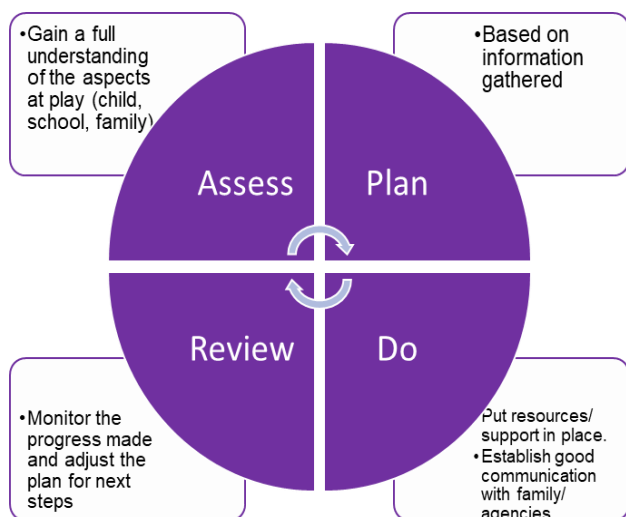 •Gain a full
understanding
of the aspects
at play (child,
school, family)
•Based on
information
gathered
Assess
Plan
Review
Do
•Monitor the
progress made
and adjust the
plan for next
steps
Put resources/
support in place.
•Establish good
communication
with family/
agencies